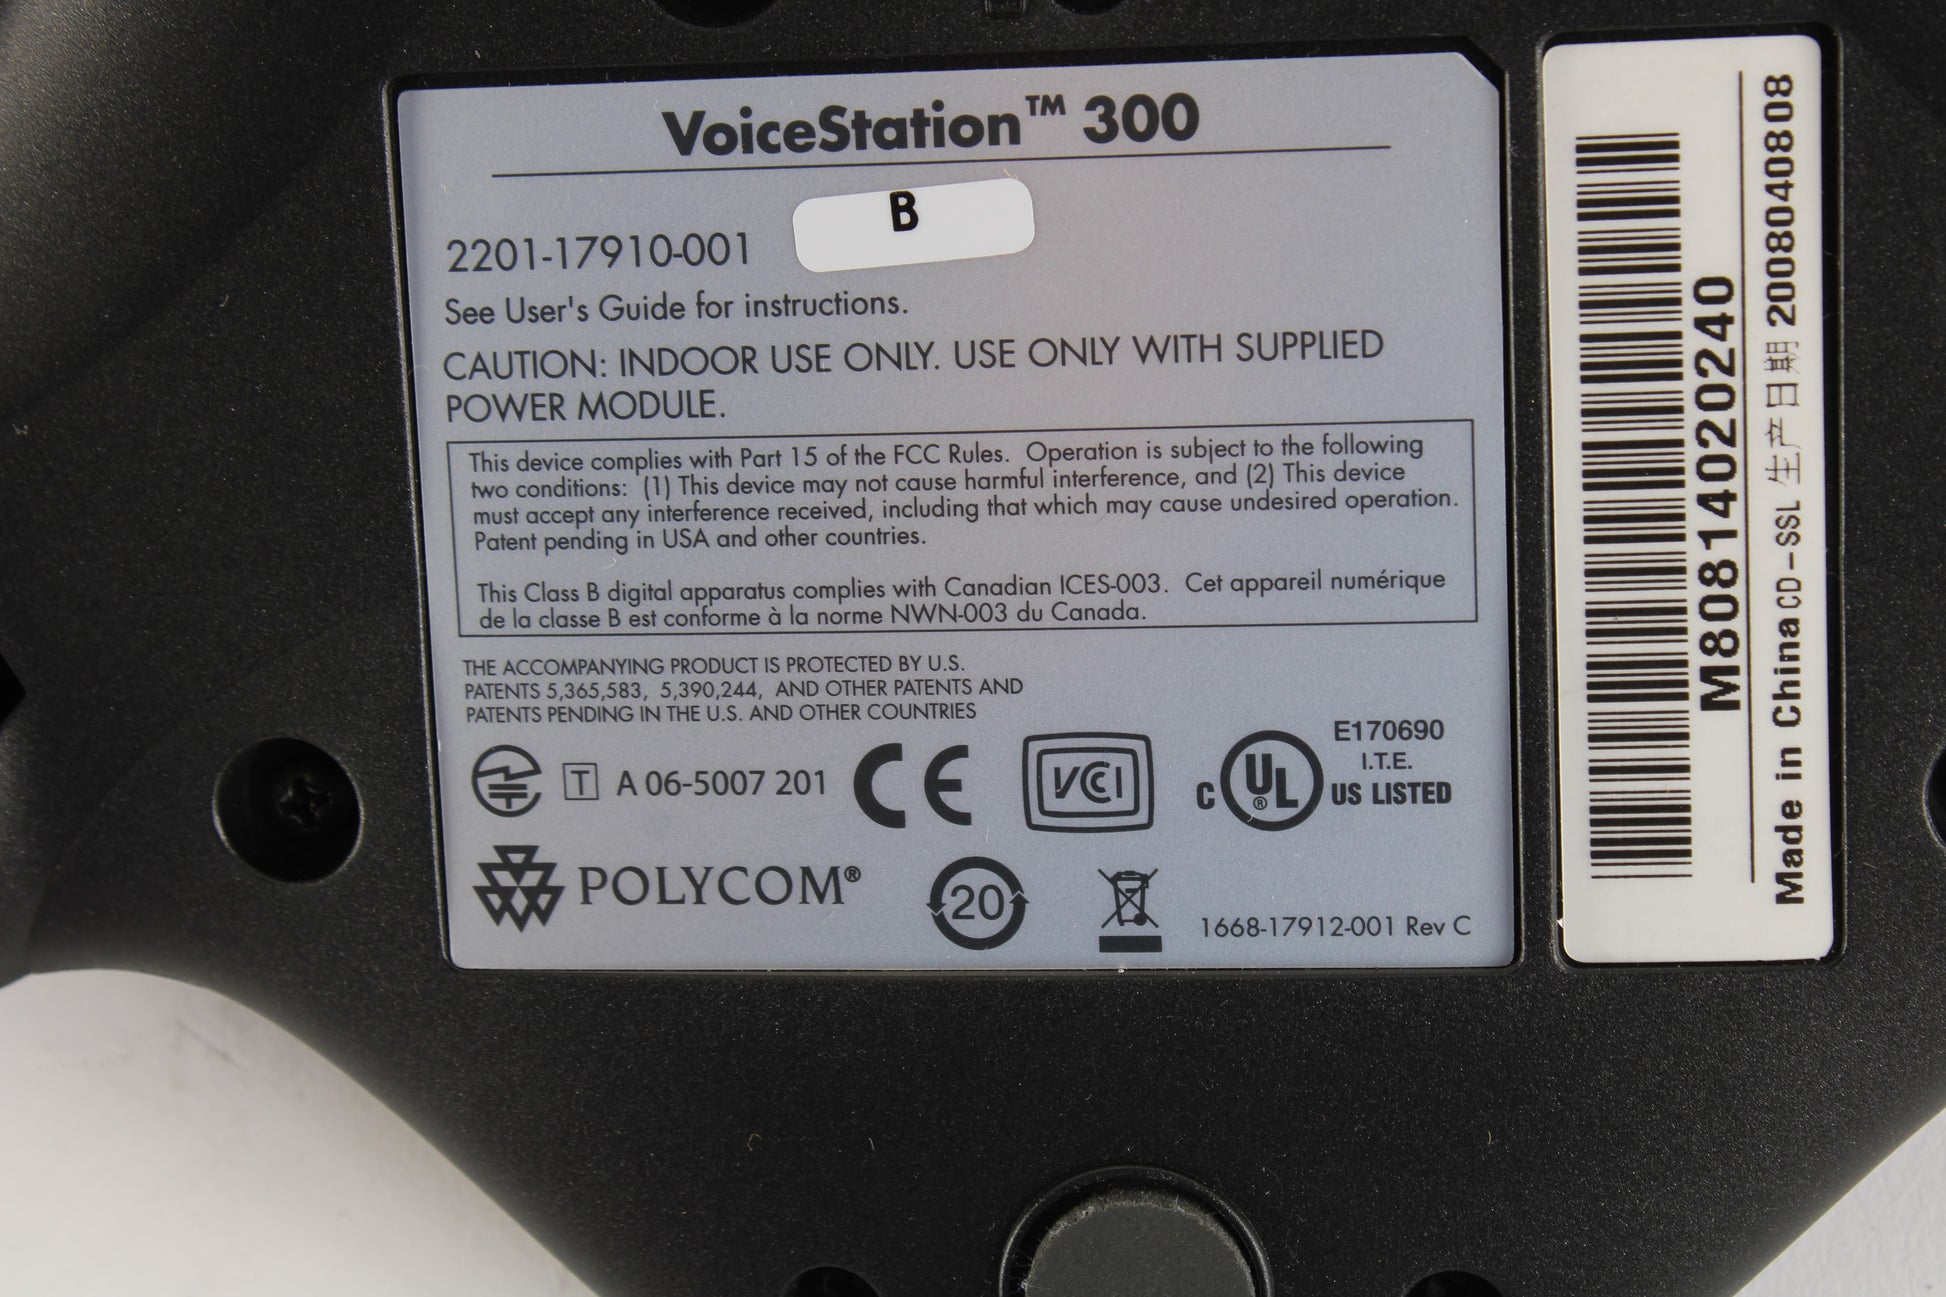 VoiceStation™ 300
B
2201-17910-001
See User's Guide for instructions.
CAUTION: INDOOR USE ONLY. USE ONLY WITH SUPPLIED
POWER MODULE.
This device complies with Part 15 of the FCC Rules. Operation is subject to the following
two conditions: (1) This device may not cause harmful interference, and (2) This device
must accept any interference received, including that which may cause undesired operation.
Patent pending in USA and other countries.
This Class B digital apparatus complies with Canadian ICES-003. Cet appareil numérique
de la classe B est conforme à la norme NWN-003 du Canada.
THE ACCOMPANYING PRODUCT IS PROTECTED BY U.S.
PATENTS 5,365,583, 5,390,244, AND OTHER PATENTS AND
PATENTS PENDING IN THE U.S. AND OTHER COUNTRIES
T A 06-5007 201
CE
VCCI
c UL® US LISTED
E170690
I.T.E.
POLYCOM®
20
1668-17912-001 Rev C
M80814020240
Made in China CD-SSL 生产日期 2008040808